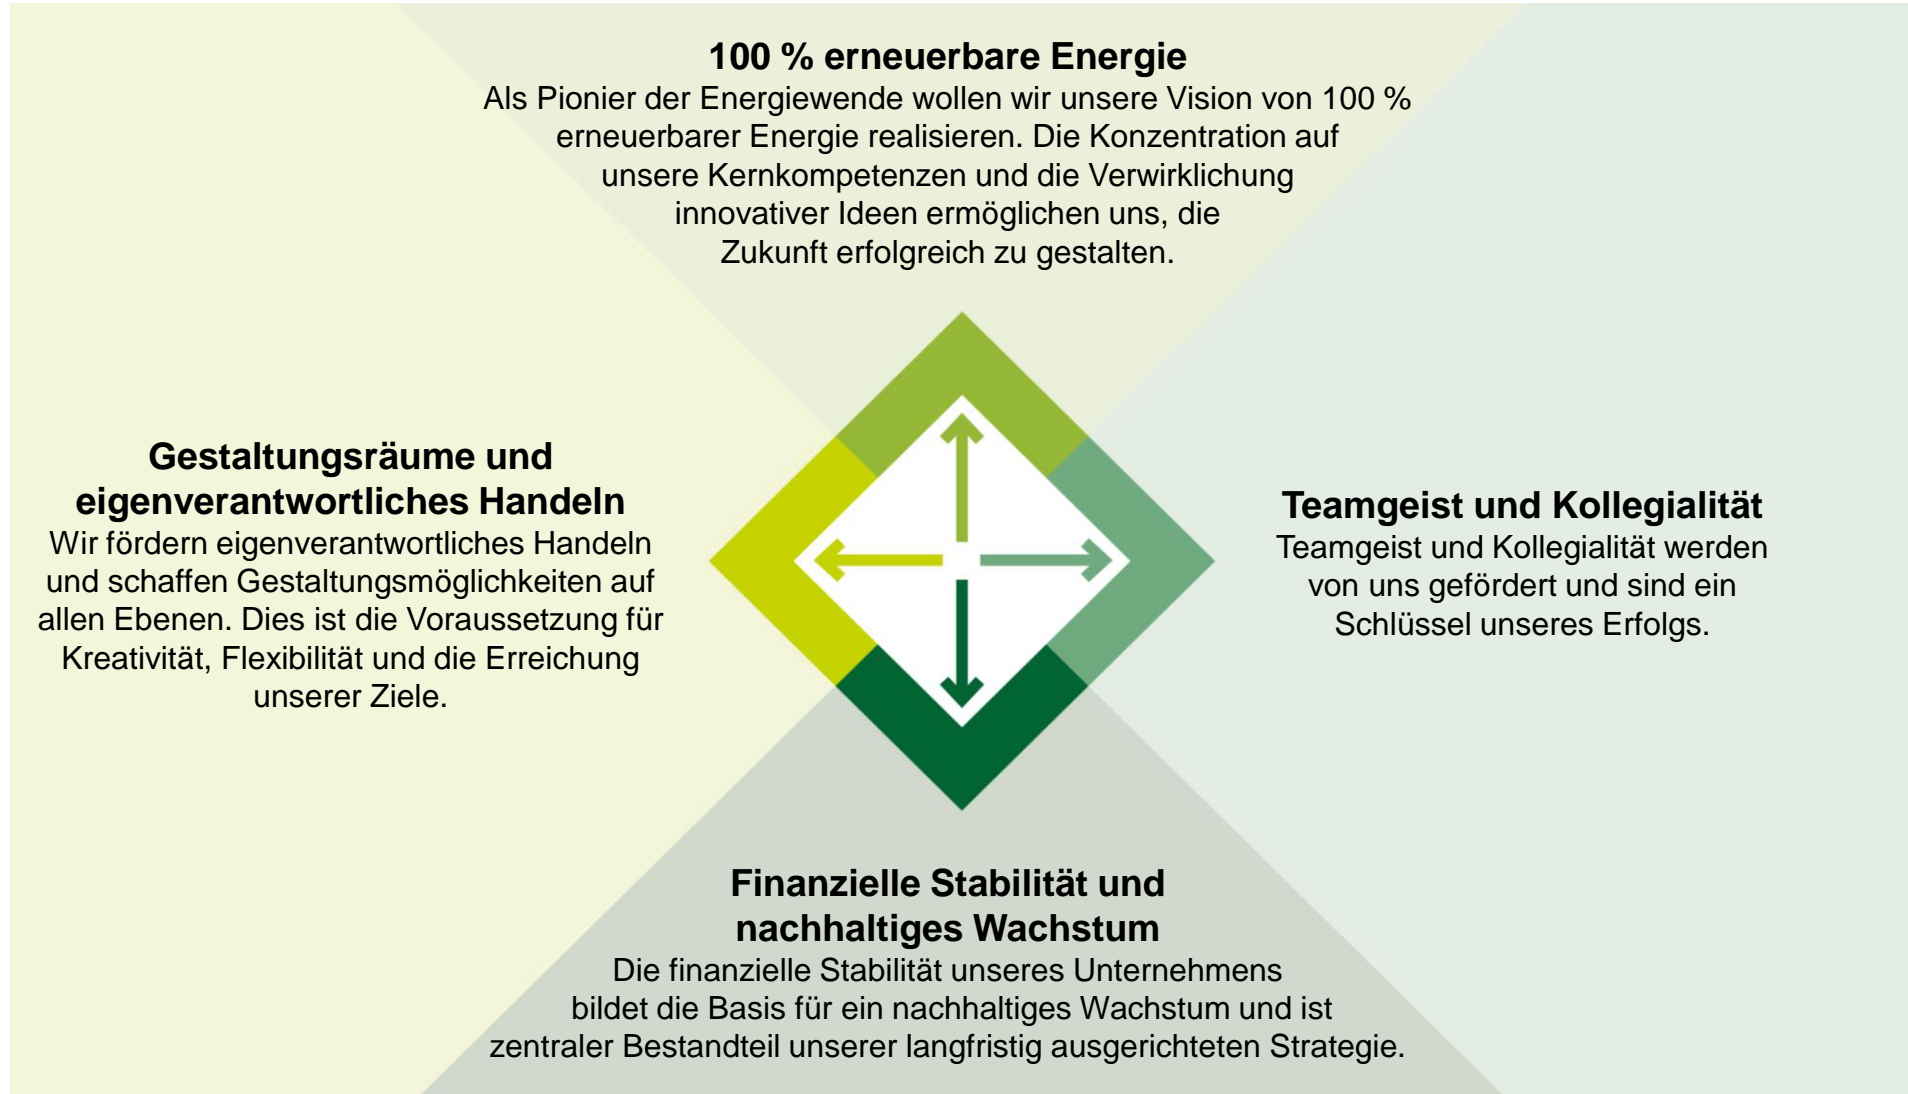 100 % erneuerbare Energie
Als Pionier der Energiewende wollen wir unsere Vision von 100 %
erneuerbarer Energie realisieren. Die Konzentration auf
unsere Kernkompetenzen und die Verwirklichung
innovativer Ideen ermöglichen uns, die
Zukunft erfolgreich zu gestalten.
Gestaltungsräume und
eigenverantwortliches Handeln
Wir fördern eigenverantwortliches Handeln
und schaffen Gestaltungsmöglichkeiten auf
allen Ebenen. Dies ist die Voraussetzung für
Kreativität, Flexibilität und die Erreichung
unserer Ziele.
Teamgeist und Kollegialität
Teamgeist und Kollegialität werden
von uns gefördert und sind ein
Schlüssel unseres Erfolgs.
Finanzielle Stabilität und
nachhaltiges Wachstum
Die finanzielle Stabilität unseres Unternehmens
bildet die Basis für ein nachhaltiges Wachstum und ist
zentraler Bestandteil unserer langfristig ausgerichteten Strategie.